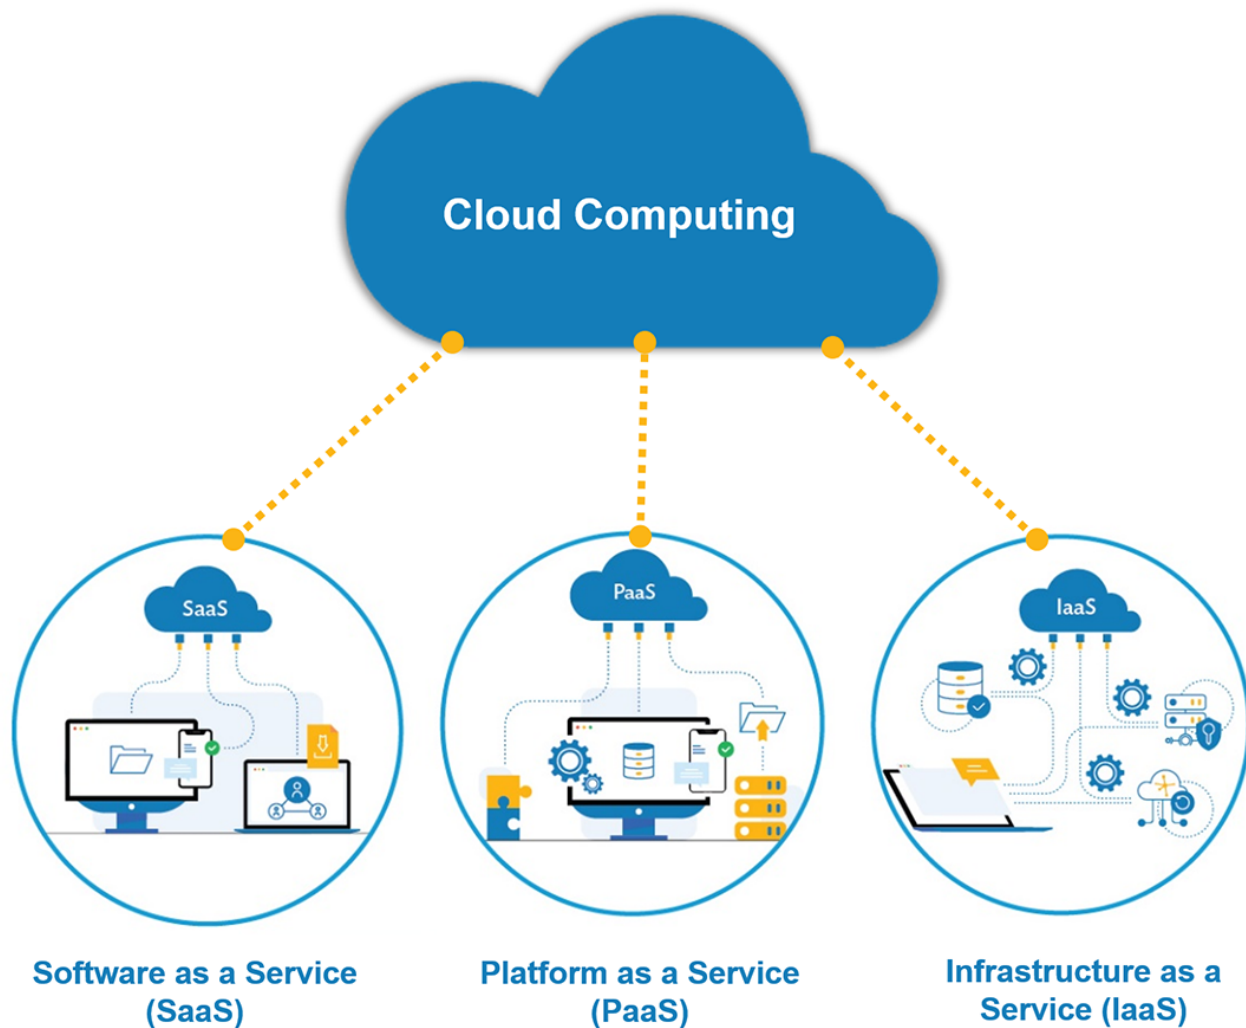 Cloud Computing
SaaS
PaaS
IaaS
Software as a Service
(SaaS)
Platform as a Service
(PaaS)
Infrastructure as a
Service (IaaS)